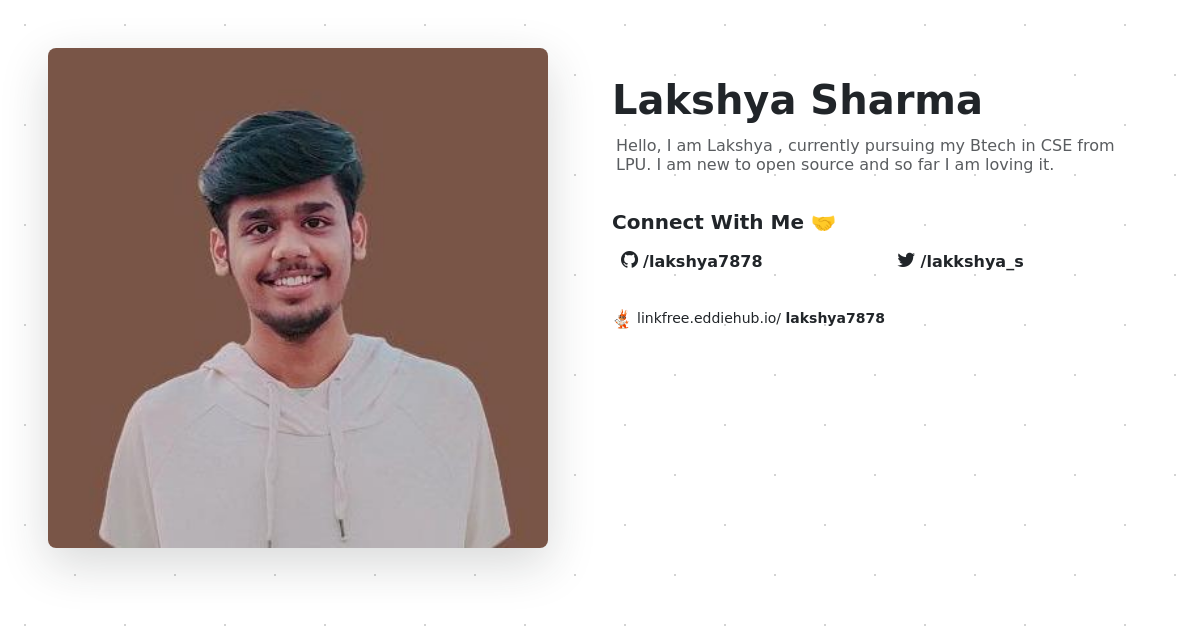 Lakshya Sharma
Hello, I am Lakshya , currently pursuing my Btech in CSE from
LPU. I am new to open source and so far I am loving it.
Connect With Me 🤝
/lakshya7878
/lakkshya_s
linkfree.eddiehub.io/ lakshya7878